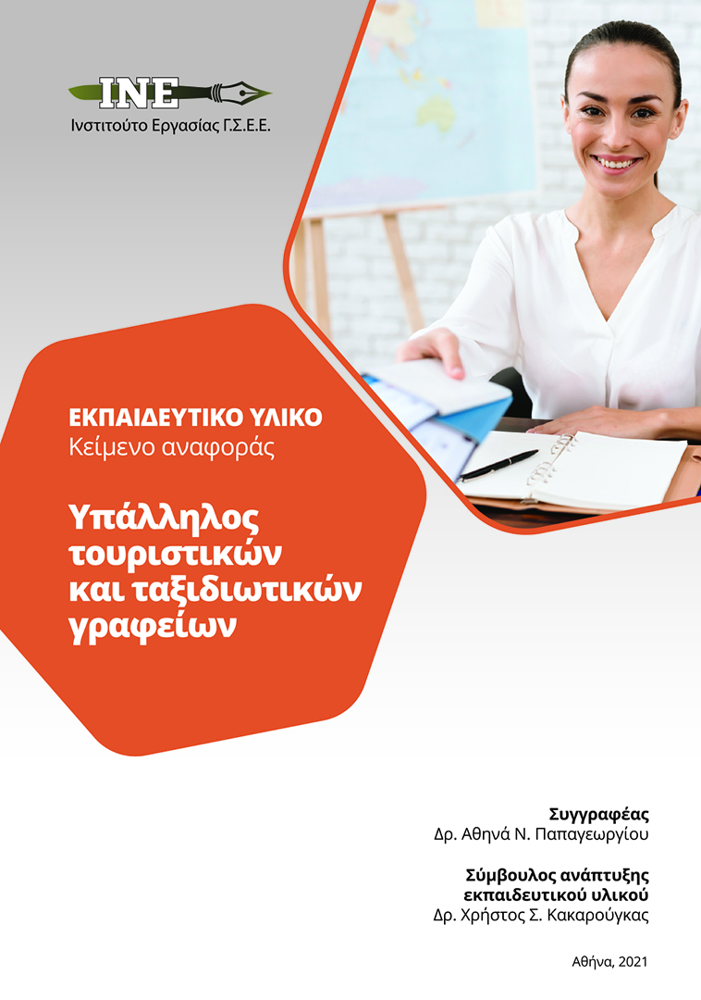 ΙΝΕ
Ινστιτούτο Εργασίας Γ.Σ.Ε.Ε.
ΕΚΠΑΙΔΕΥΤΙΚΟ ΥΛΙΚΟ
Κείμενο αναφοράς
Υπάλληλος
τουριστικών
και ταξιδιωτικών
γραφείων
Συγγραφέας
Δρ. Αθηνά Ν. Παπαγεωργίου
Σύμβουλος ανάπτυξης
εκπαιδευτικού υλικού
Δρ. Χρήστος Σ. Κακαρούγκας
Αθήνα, 2021